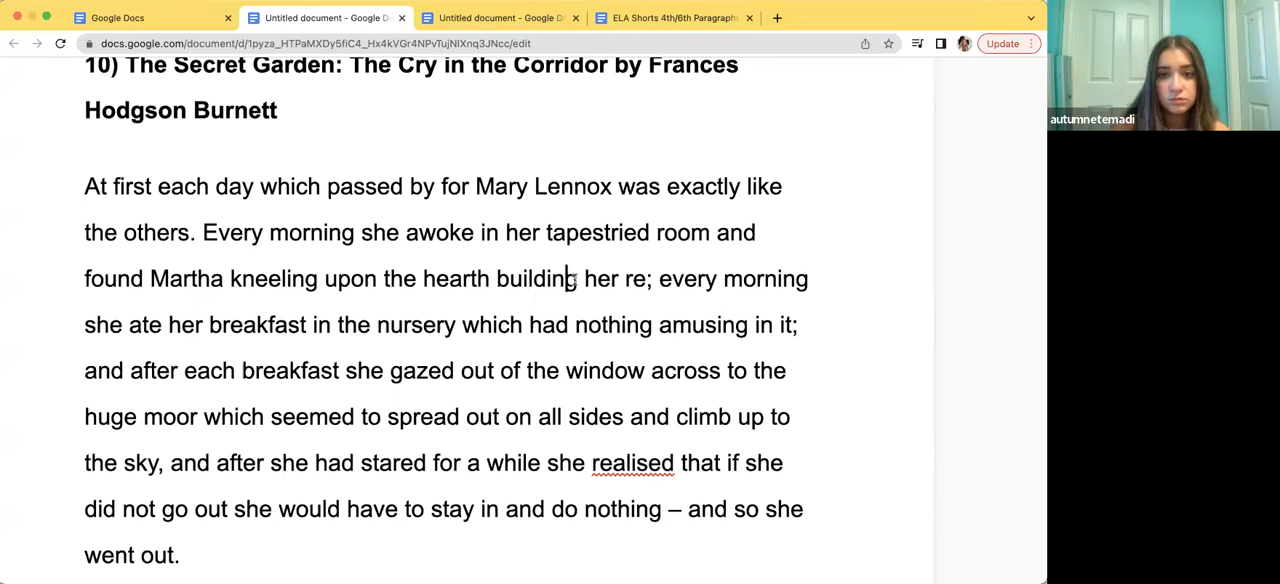 Google Docs
Untitled document - Google D
Untitled document - Google D
ELA Shorts 4th/6th Paragraphs
docs.google.com/document/d/1pyza_HTPaMXDy5fiC4_Hx4kVGr4NPvTujNIXnq3JNcc/edit
Update
autumnetemadi
10) The Secret Garden: The Cry in the Corridor by Frances
Hodgson Burnett
At first each day which passed by for Mary Lennox was exactly like
the others. Every morning she awoke in her tapestried room and
found Martha kneeling upon the hearth building her re; every morning
she ate her breakfast in the nursery which had nothing amusing in it;
and after each breakfast she gazed out of the window across to the
huge moor which seemed to spread out on all sides and climb up to
the sky, and after she had stared for a while she realised that if she
did not go out she would have to stay in and do nothing – and so she
went out.